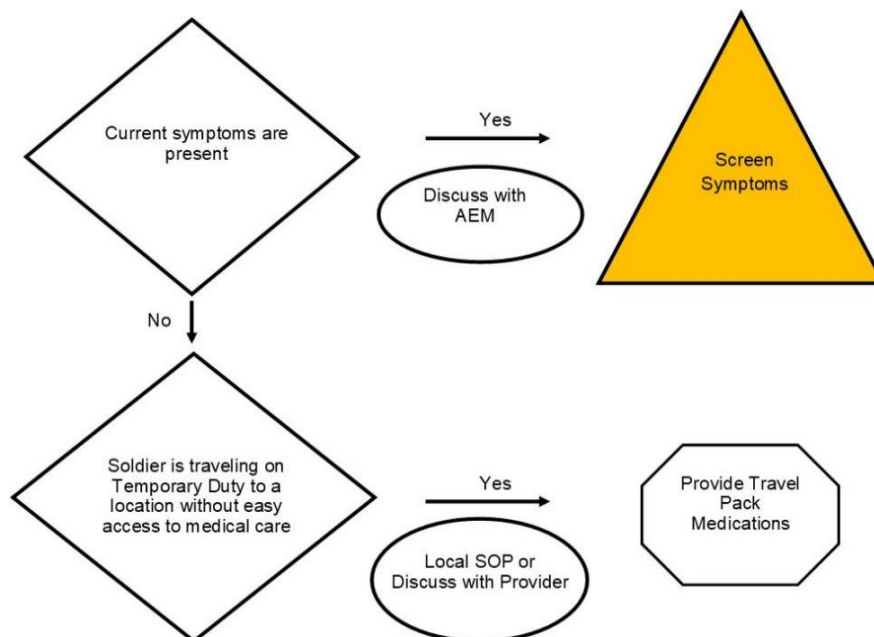 Current symptoms are
present
Yes
Discuss with
AEM
Screen
Symptoms
No
Soldier is traveling on
Temporary Duty to a
location without easy
access to medical care
Yes
Local SOP or
Discuss with Provider
Provide Travel
Pack
Medications